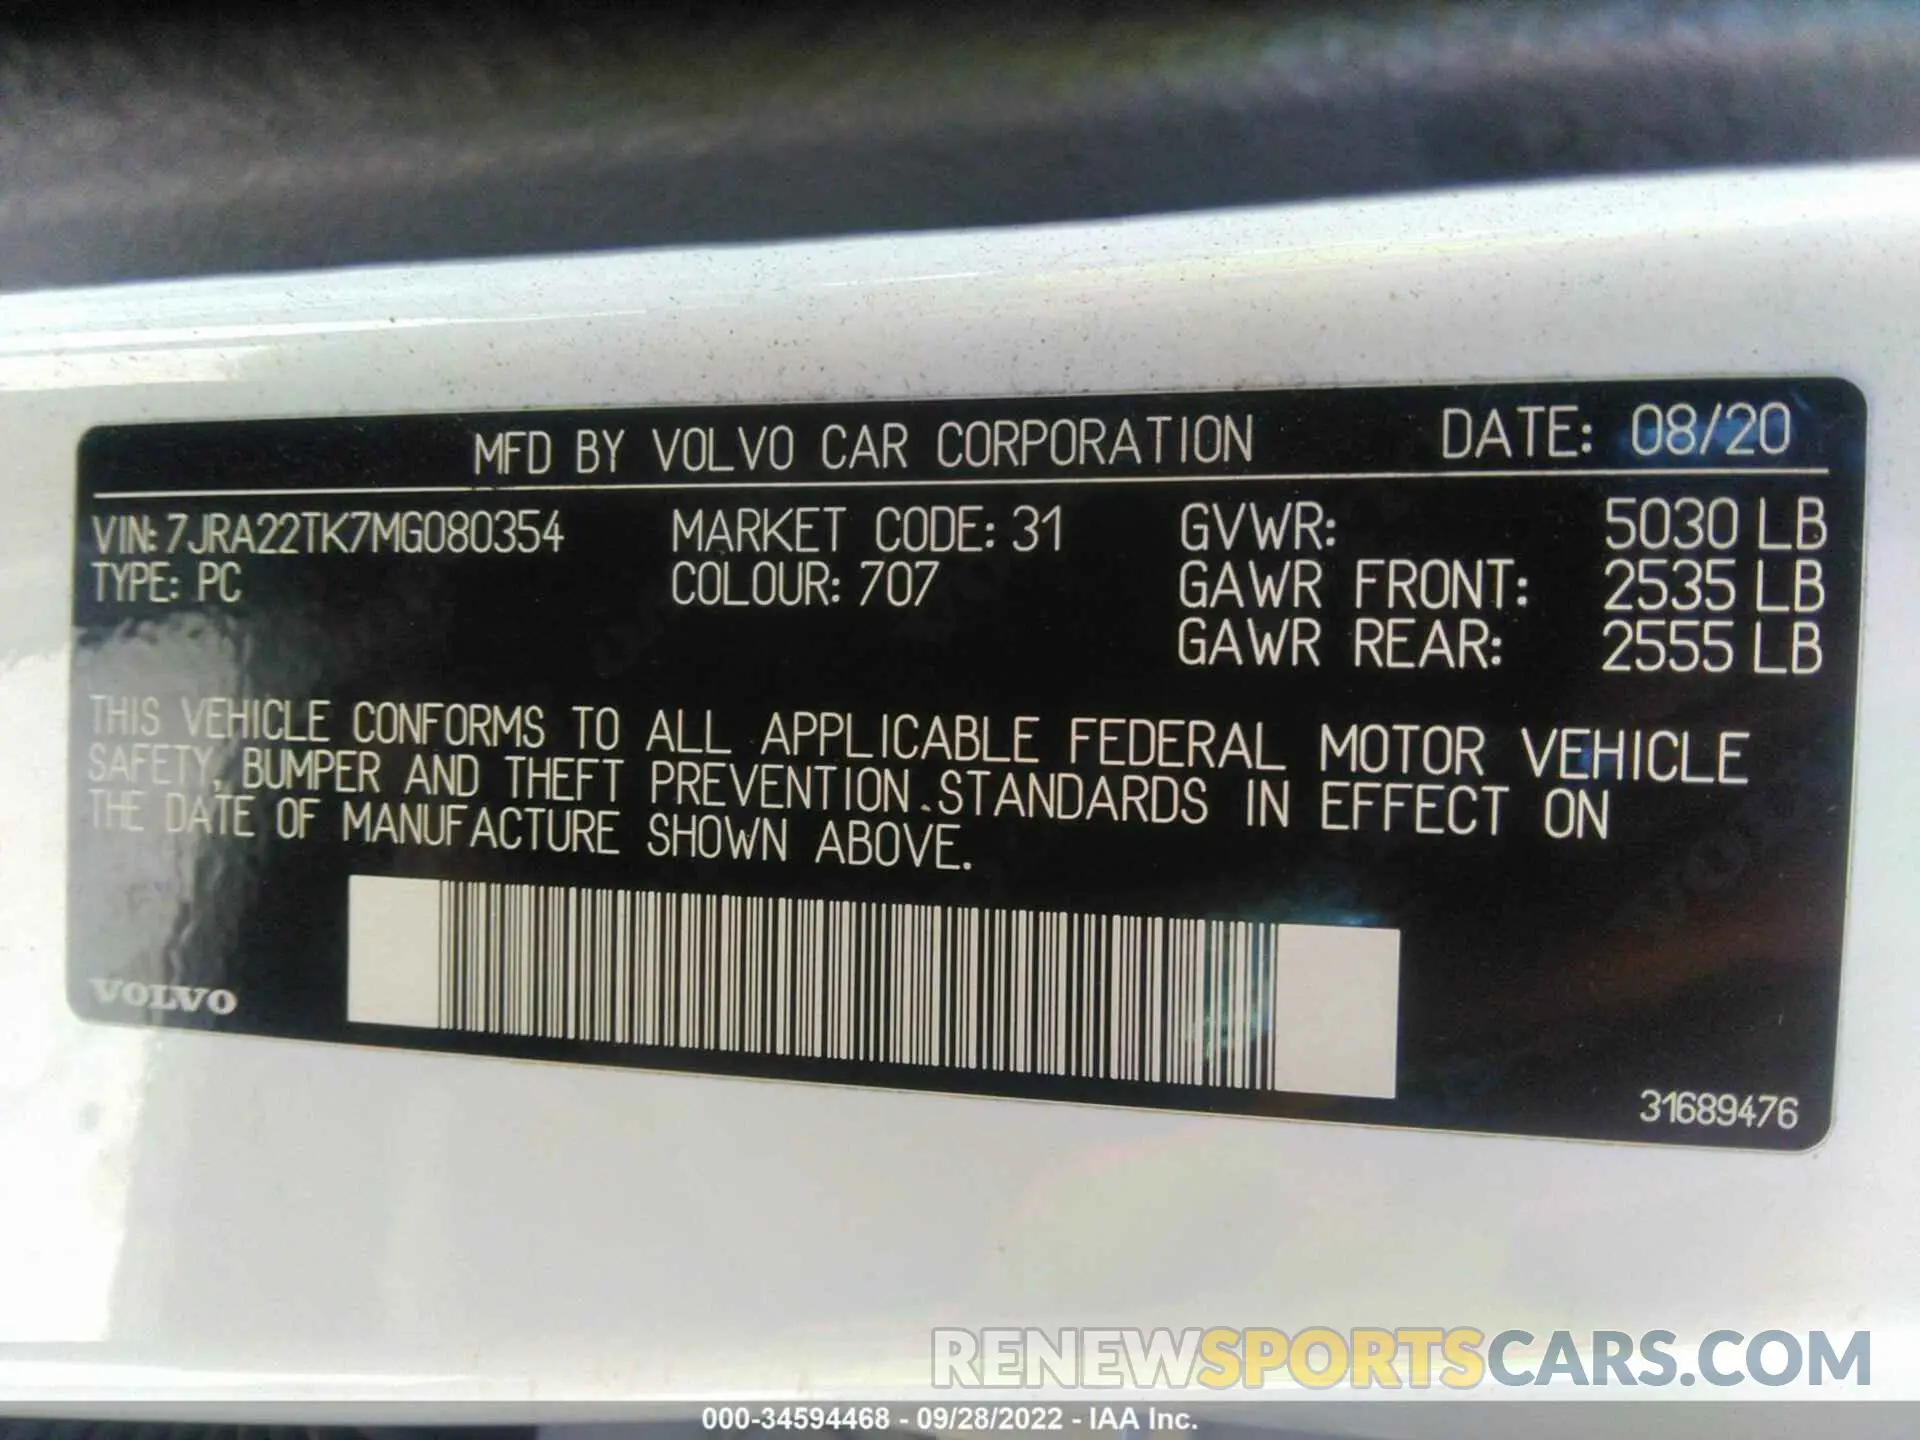 MFD BY VOLVO CAR CORPORATION DATE: 08/20
VIN: 7JRA22TK7MG080354 MARKET CODE: 31 GVWR: 5030 LB
TYPE: PC COLOUR: 707 GAWR FRONT: 2535 LB
GAWR REAR: 2555 LB
THIS VEHICLE CONFORMS TO ALL APPLICABLE FEDERAL MOTOR VEHICLE
SAFETY, BUMPER AND THEFT PREVENTION STANDARDS IN EFFECT ON
THE DATE OF MANUFACTURE SHOWN ABOVE.
VOLVO
31689476
RENEWSPORTSCARS.COM
000-34594468 - 09/28/2022 - IAA Inc.